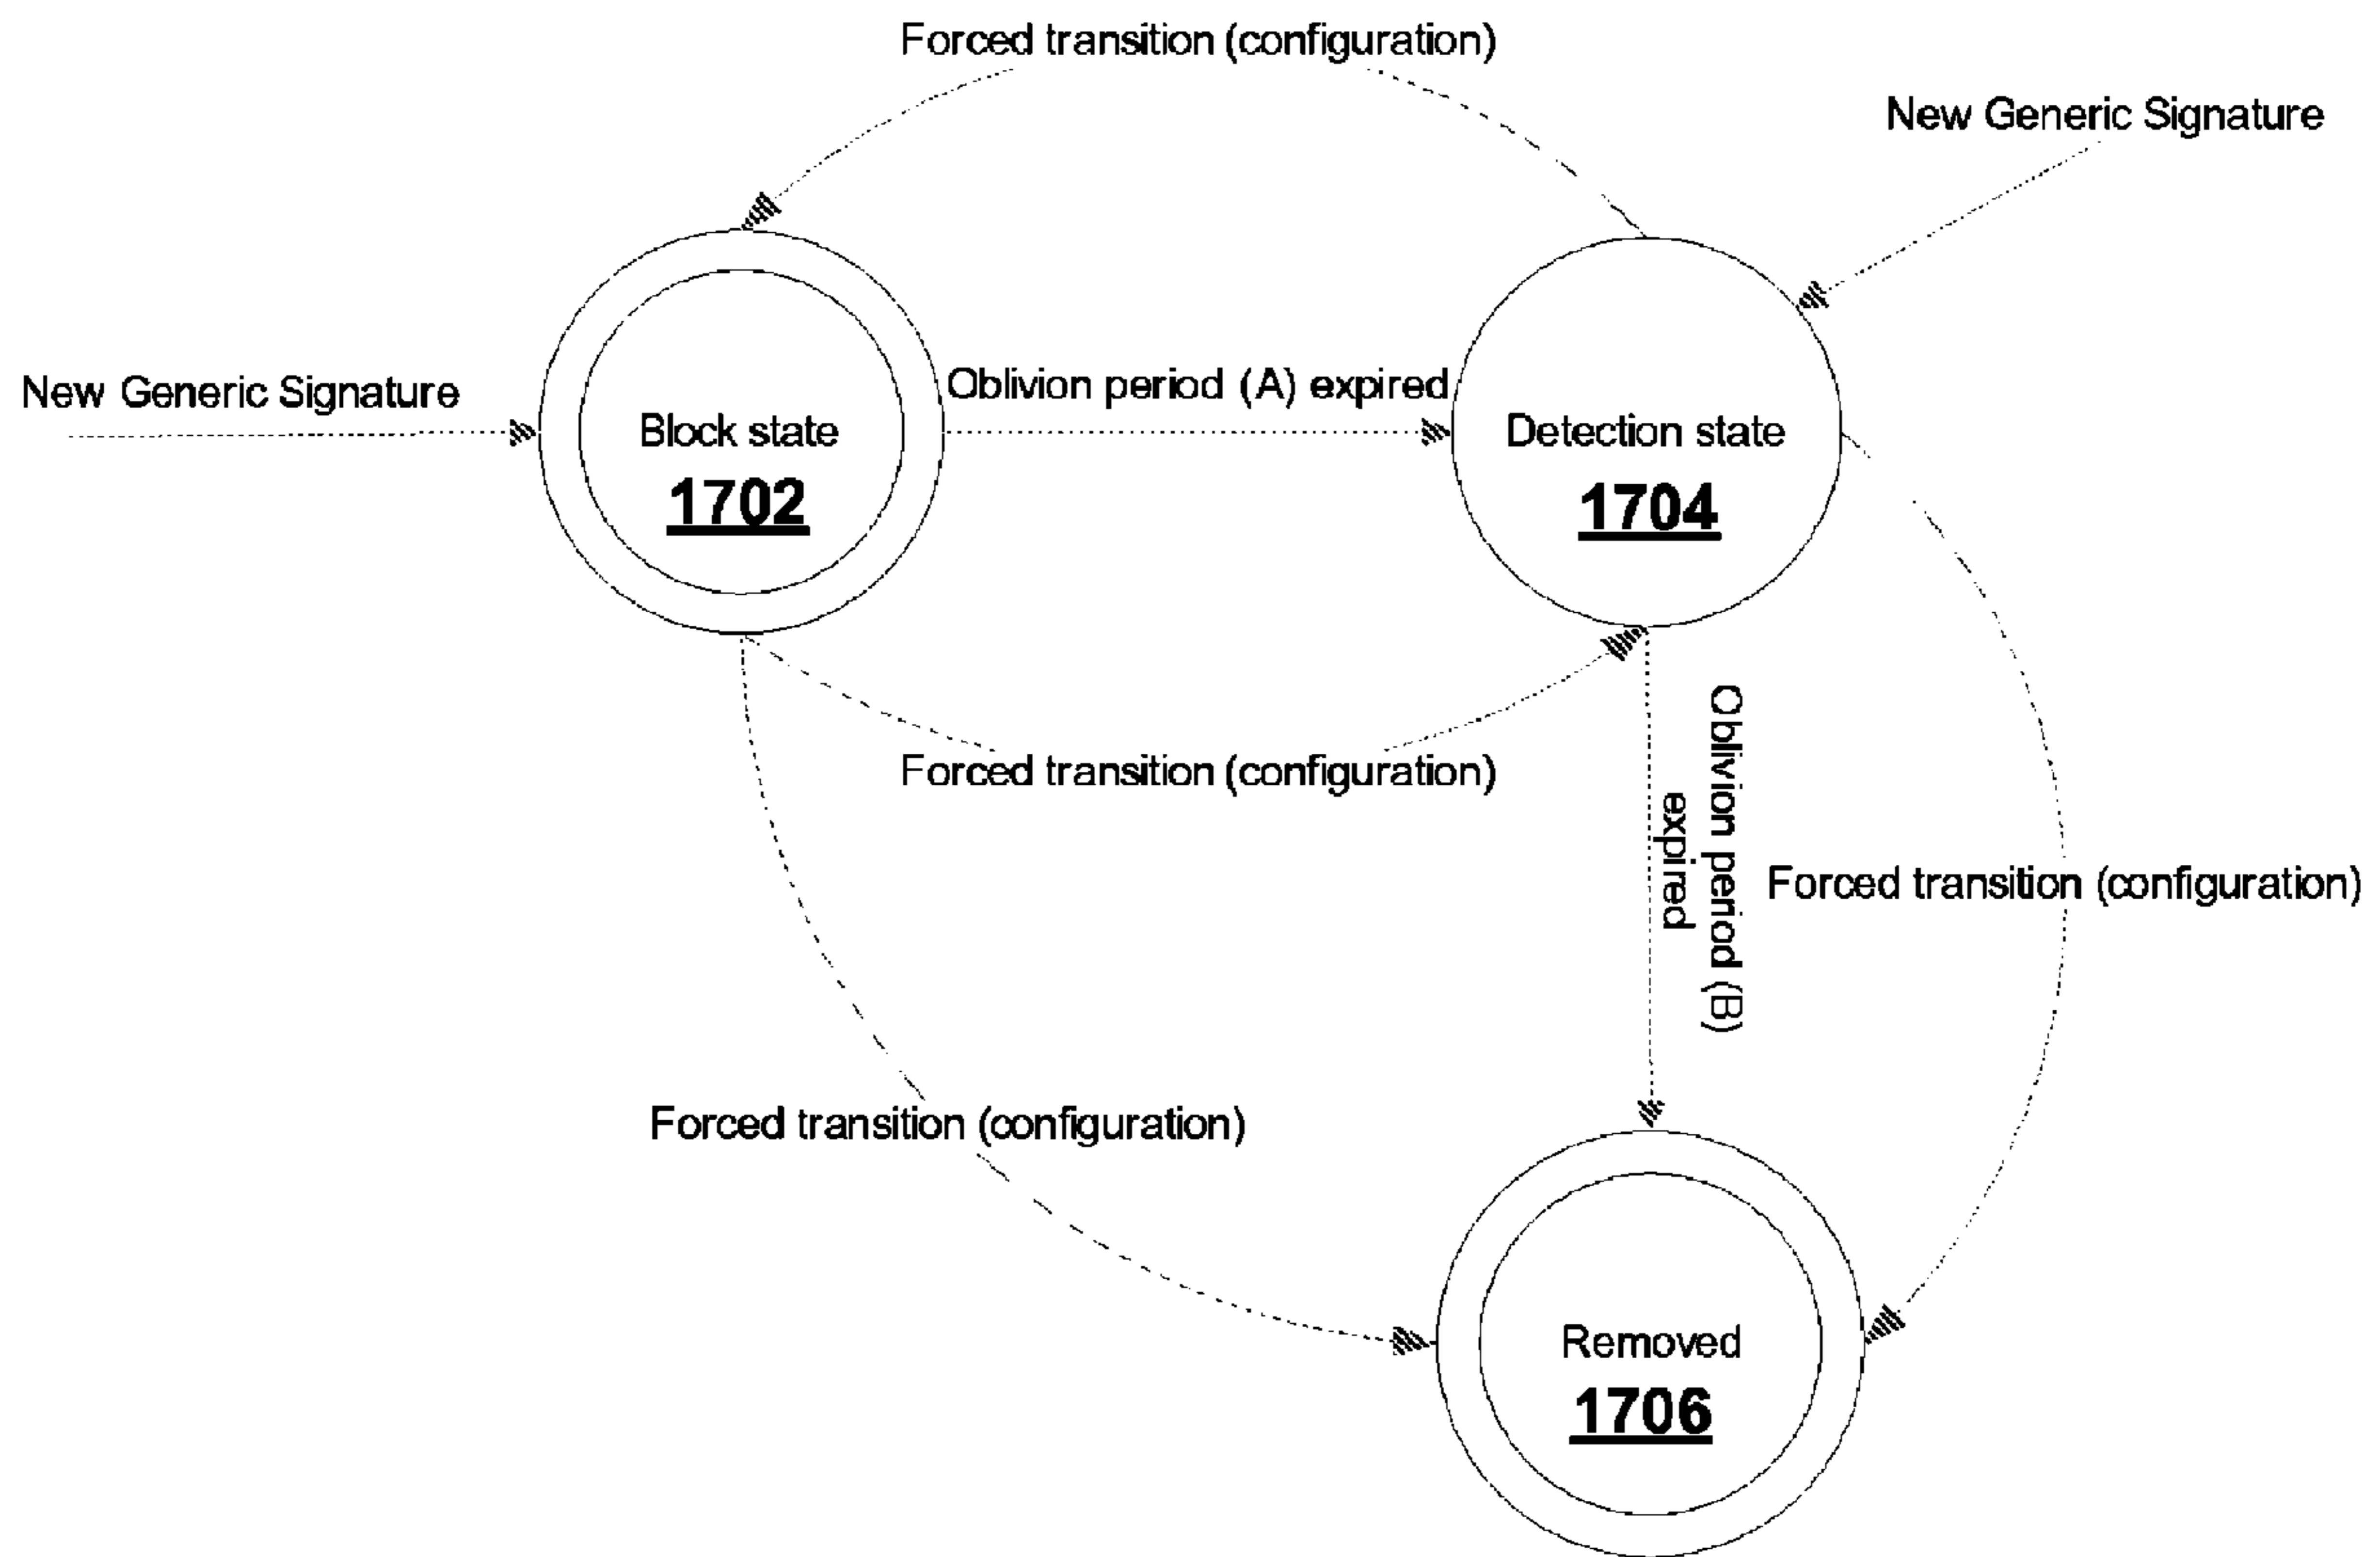 Forced transition (configuration)
New Generic Signature
New Generic Signature
Oblivion period (A) expired
Block state
1702
Detection state
1704
Forced transition (configuration)
Oblivion period (B)
expired
Forced transition (configuration)
Forced transition (configuration)
Removed
1706